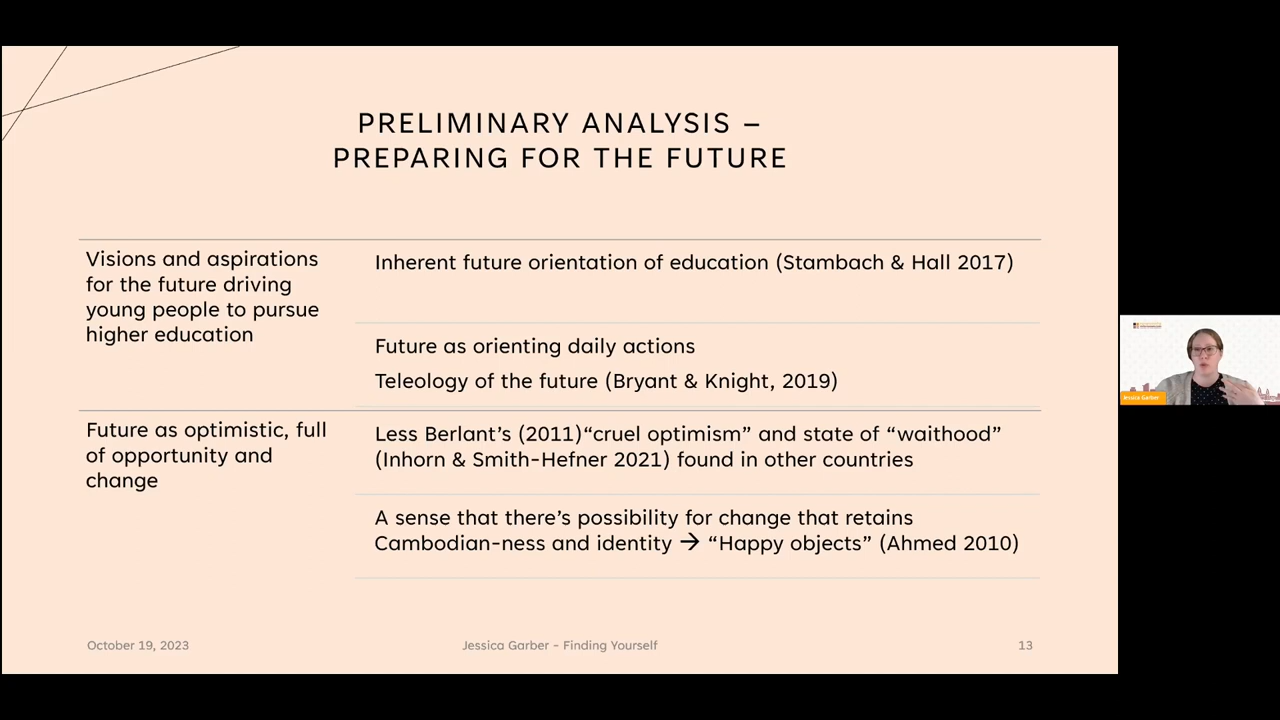 PRELIMINARY ANALYSIS –
PREPARING FOR THE FUTURE
Visions and aspirations
for the future driving
young people to pursue
higher education
Inherent future orientation of education (Stambach & Hall 2017)
Future as orienting daily actions
Teleology of the future (Bryant & Knight, 2019)
Future as optimistic, full
of opportunity and
change
Less Berlant’s (2011)“cruel optimism” and state of “waithood”
(Inhorn & Smith-Hefner 2021) found in other countries
A sense that there’s possibility for change that retains
Cambodian-ness and identity → “Happy objects” (Ahmed 2010)
October 19, 2023
Jessica Garber – Finding Yourself
13
Jessica Garber